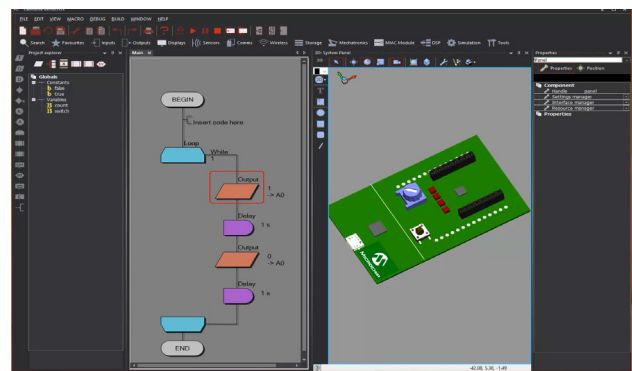 FILE EDIT VIEW MACRO DEBUG BUILD WINDOW HELP
Search Favourites Inputs Outputs Displays Sensors Comms Wireless Storage Mechatronics MMC Module DSP Simulation Tools
Project explorer
Globals
Constants
false
true
Variables
count
switch
Main
BEGIN
Insert code here
Loop
While
1
Output
1
-> A0
Delay
1 s
Output
0
-> A0
Delay
1 s
END
3D: System Panel
MICROCHIP
-42.00, 5.30, -1.49
Properties
Panel
Properties Position
Component
Handle panel
Settings manager
Interface manager
Resource manager
Properties